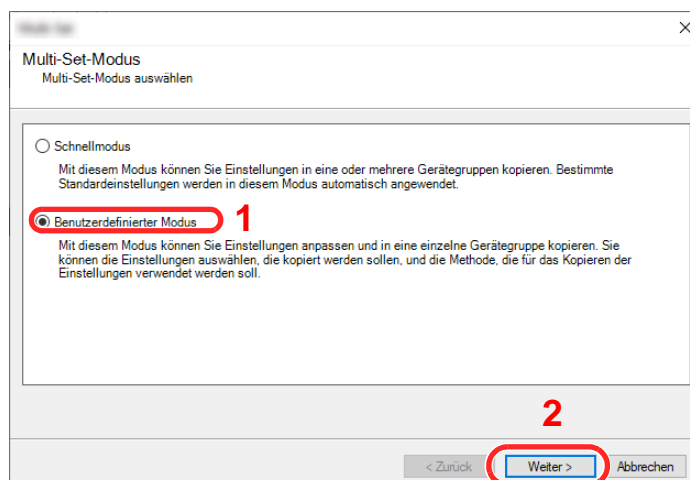 Multi-Set-Modus
Multi-Set-Modus auswählen
Schnellmodus
Mit diesem Modus können Sie Einstellungen in eine oder mehrere Gerätegruppen kopieren. Bestimmte
Standardeinstellungen werden in diesem Modus automatisch angewendet.
Benutzerdefinierter Modus 1
Mit diesem Modus können Sie Einstellungen anpassen und in eine einzelne Gerätegruppe kopieren. Sie
können die Einstellungen auswählen, die kopiert werden sollen, und die Methode, die für das Kopieren der
Einstellungen verwendet werden soll.
2
< Zurück Weiter > Abbrechen